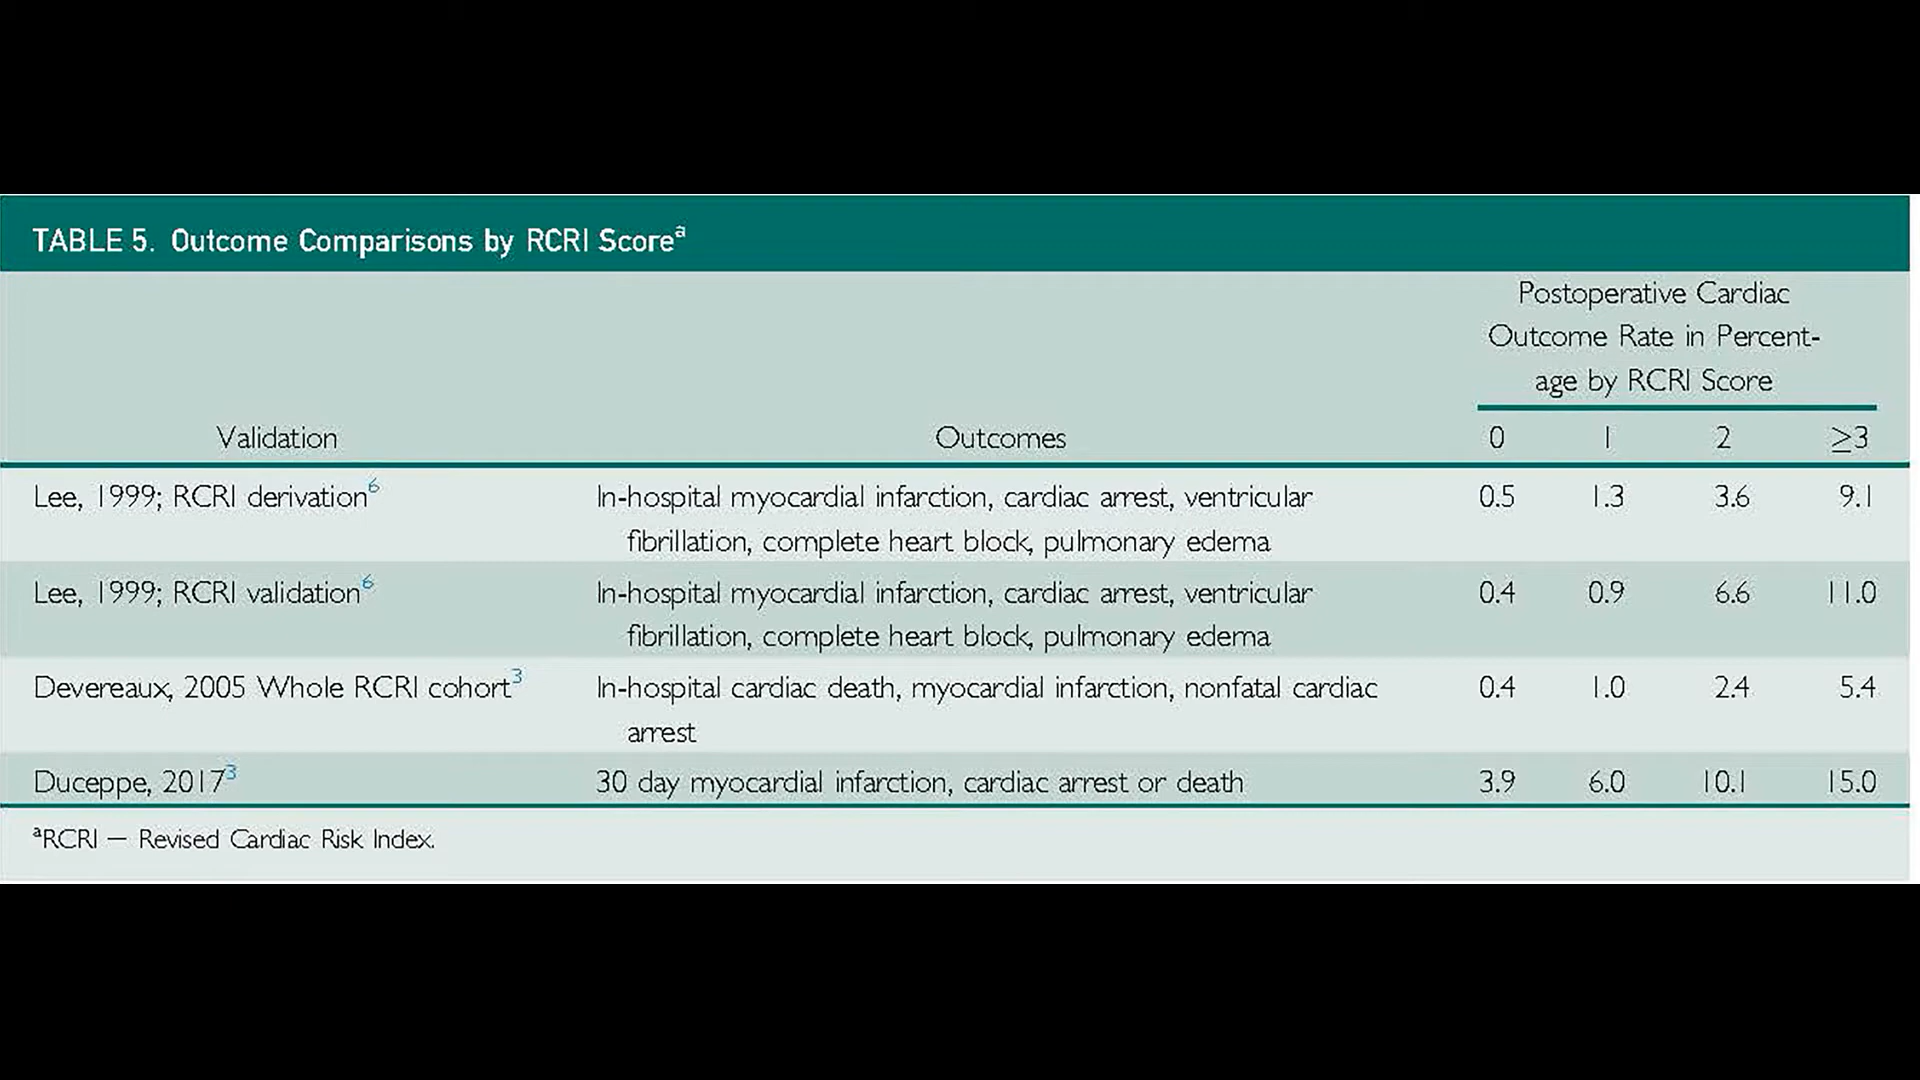 TABLE 5. Outcome Comparisons by RCRI Scoreª
Postoperative Cardiac
Outcome Rate in Percent-
age by RCRI Score
Validation Outcomes 0 1 2 ≥3
Lee, 1999; RCRI derivation⁶ In-hospital myocardial infarction, cardiac arrest, ventricular 0.5 1.3 3.6 9.1
fibrillation, complete heart block, pulmonary edema
Lee, 1999; RCRI validation⁶ In-hospital myocardial infarction, cardiac arrest, ventricular 0.4 0.9 6.6 11.0
fibrillation, complete heart block, pulmonary edema
Devereaux, 2005 Whole RCRI cohort³ In-hospital cardiac death, myocardial infarction, nonfatal cardiac 0.4 1.0 2.4 5.4
arrest
Duceppe, 2017³ 30 day myocardial infarction, cardiac arrest or death 3.9 6.0 10.1 15.0
ªRCRI — Revised Cardiac Risk Index.